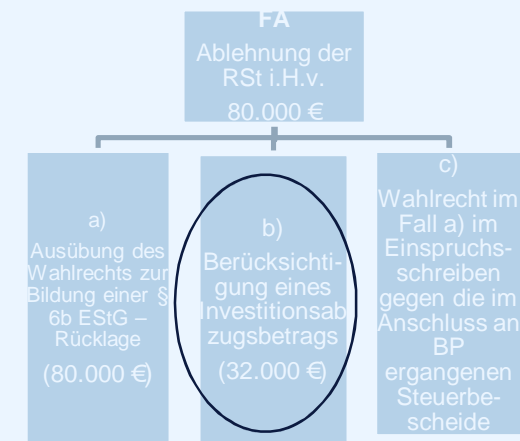 FA
Ablehnung der
RSt i.H.v.
80.000 €
a)
Ausübung des
Wahlrechts zur
Bildung einer §
6b EStG –
Rücklage
(80.000 €)
b)
Berücksichti-
gung eines
Investitionsab
zugsbetrags
(32.000 €)
c)
Wahlrecht im
Fall a) im
Einspruchs-
schreiben
gegen die im
Anschluss an
BP
ergangenen
Steuerbe-
scheide